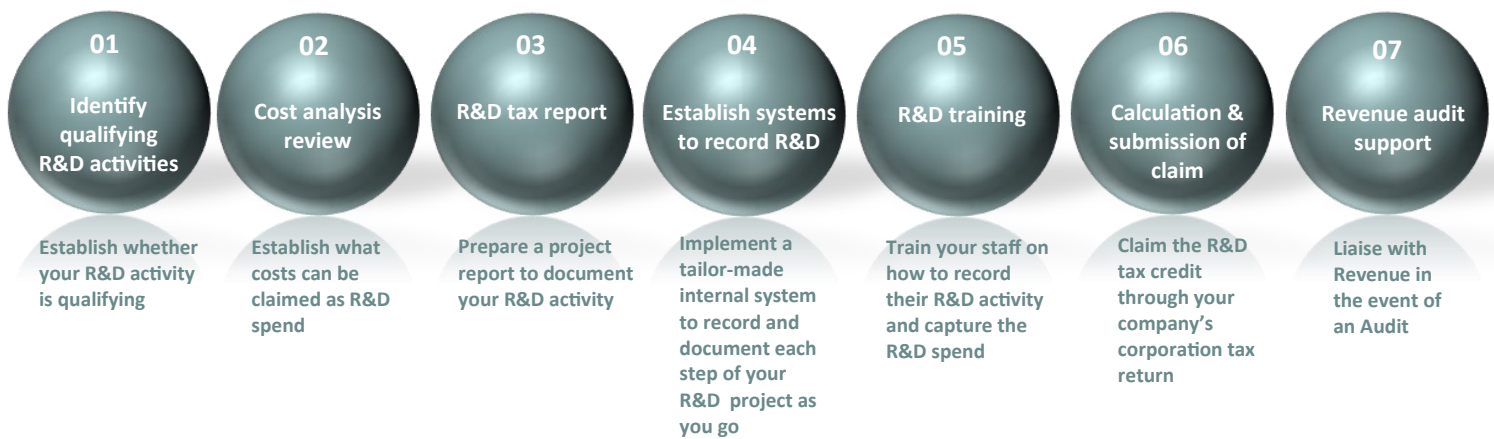 01
Identify
qualifying
R&D activities
Establish whether
your R&D activity
is qualifying
02
Cost analysis
review
Establish what
costs can be
claimed as R&D
spend
03
R&D tax report
Prepare a project
report to document
your R&D activity
04
Establish systems
to record R&D
Implement a
tailor-made
internal system
to record and
document each
step of your
R&D  project as
you go
05
R&D training
Train your staff on
how to record
their R&D activity
and capture the
R&D spend
06
Calculation &
submission of
claim
Claim the R&D
tax credit
through your
company’s
corporation tax
return
07
Revenue audit
support
Liaise with
Revenue in
the event of
an Audit